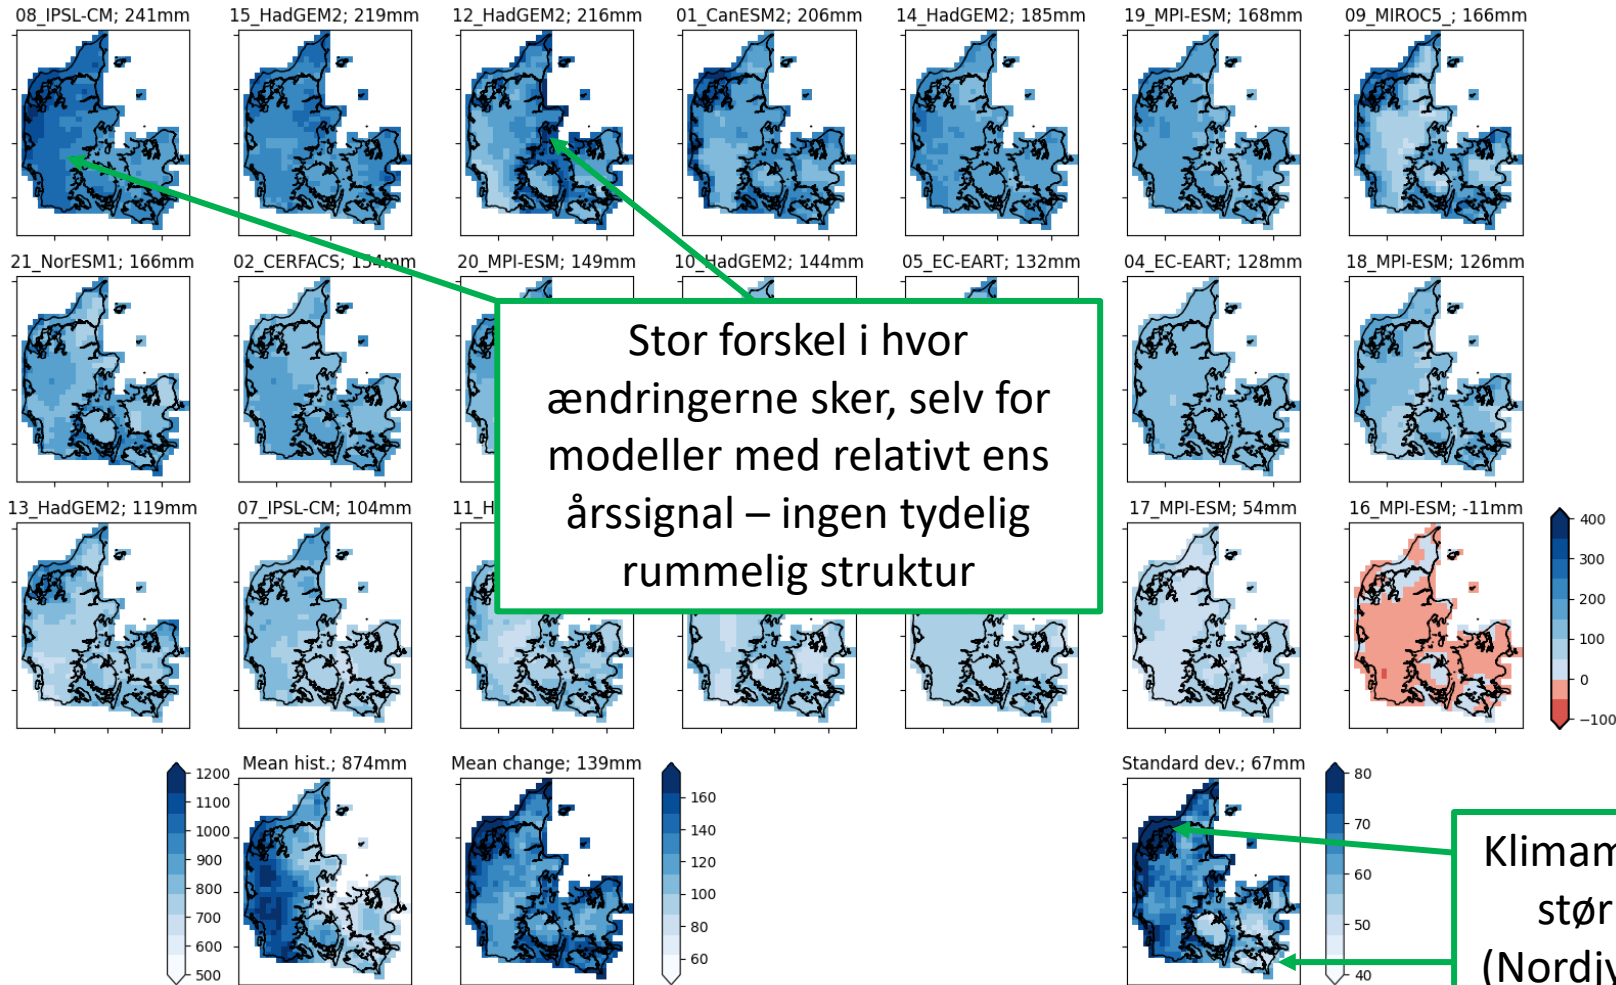 08_IPSL-CM; 241mm
15_HadGEM2; 219mm
12_HadGEM2; 216mm
01_CanESM2; 206mm
14_HadGEM2; 185mm
19_MPI-ESM; 168mm
09_MIROC5_; 166mm
21_NorESM1; 166mm
02_CERFACS; 154mm
20_MPI-ESM; 149mm
10_HadGEM2; 144mm
05_EC-EART; 132mm
04_EC-EART; 128mm
18_MPI-ESM; 126mm
Stor forskel i hvor
ændringerne sker, selv for
modeller med relativt ens
årssignal – ingen tydelig
rummelig struktur
13_HadGEM2; 119mm
07_IPSL-CM; 104mm
11_H
17_MPI-ESM; 54mm
16_MPI-ESM; -11mm
400
300
200
100
0
−100
Mean hist.; 874mm
1200
1100
1000
900
800
700
600
500
Mean change; 139mm
160
140
120
100
80
60
Standard dev.; 67mm
80
70
60
50
40
Klimam
stør
(Nordjv